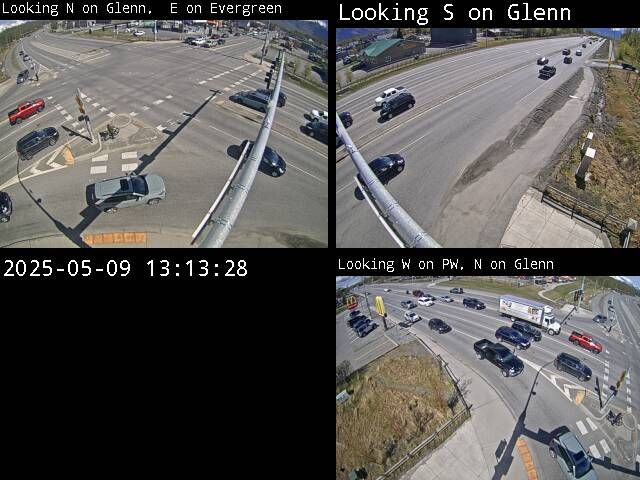 Looking N on Glenn,  E on Evergreen
Looking S on Glenn
2025-05-09 13:13:28
Looking W on PW, N on Glenn